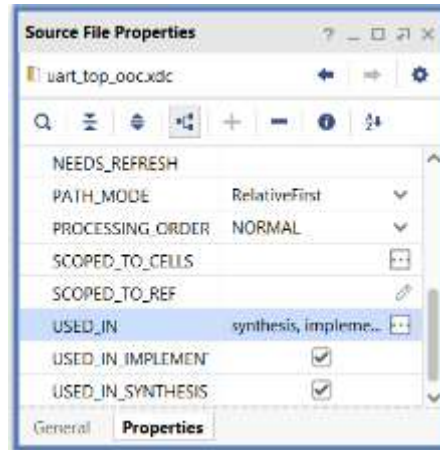 Source File Properties
uart_top_ooc.xdc
NEEDS_REFRESH
PATH_MODE RelativeFirst
PROCESSING_ORDER NORMAL
SCOPED_TO_CELLS
SCOPED_TO_REF
USED_IN synthesis, impleme...
USED_IN_IMPLEMEN
USED_IN_SYNTHESIS
General Properties